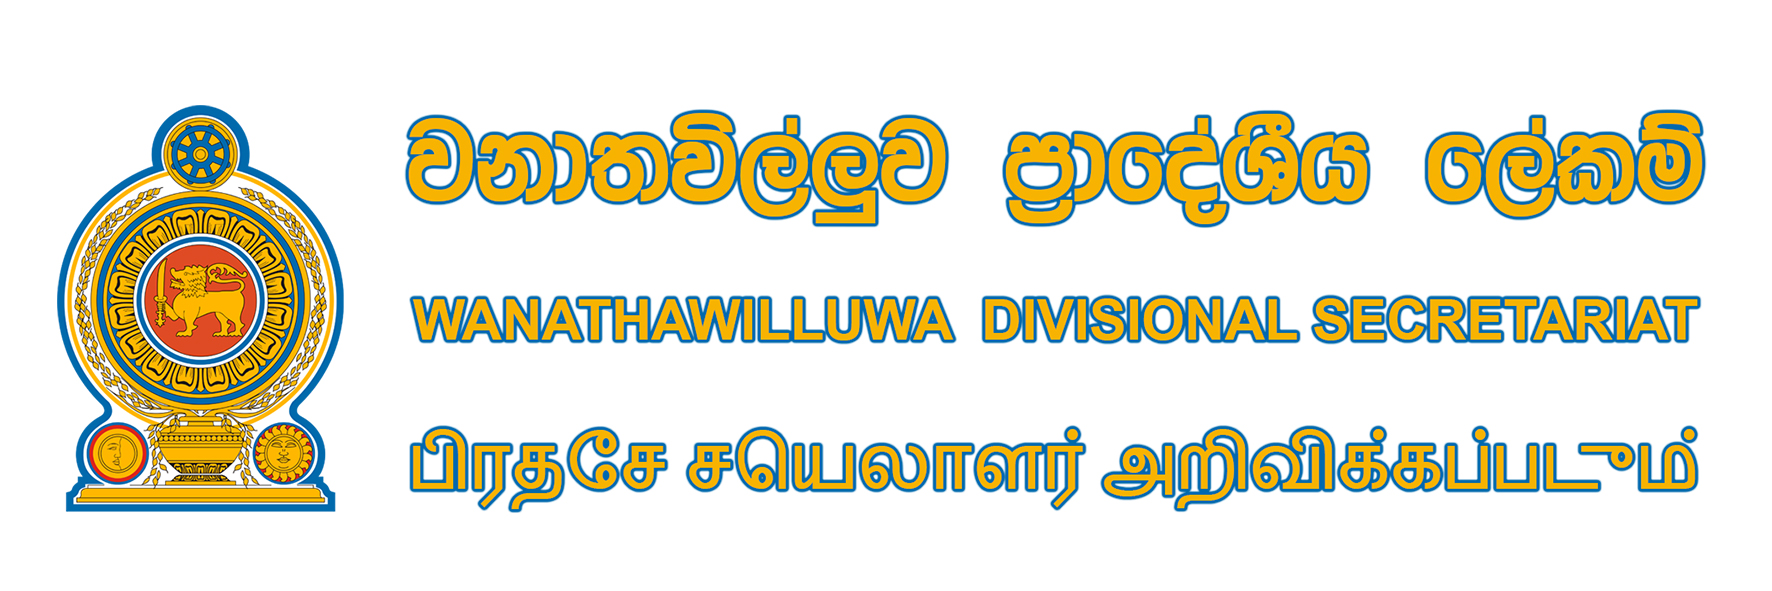 වනාතවිල්ලුව ප්‍රාදේශීය ලේකම්
WANATHAWILLUWA DIVISIONAL SECRETARIAT
பிரதசே சயெலாளர் அறிவிக்கப்படுும்